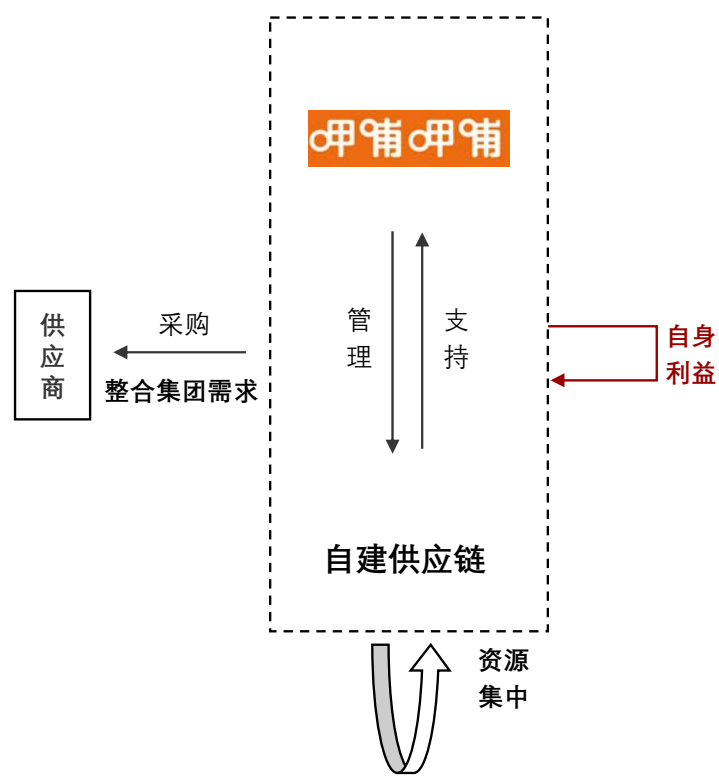 呷哺呷哺
管理
支持
供应商
采购
整合集团需求
自身
利益
自建供应链
资源
集中